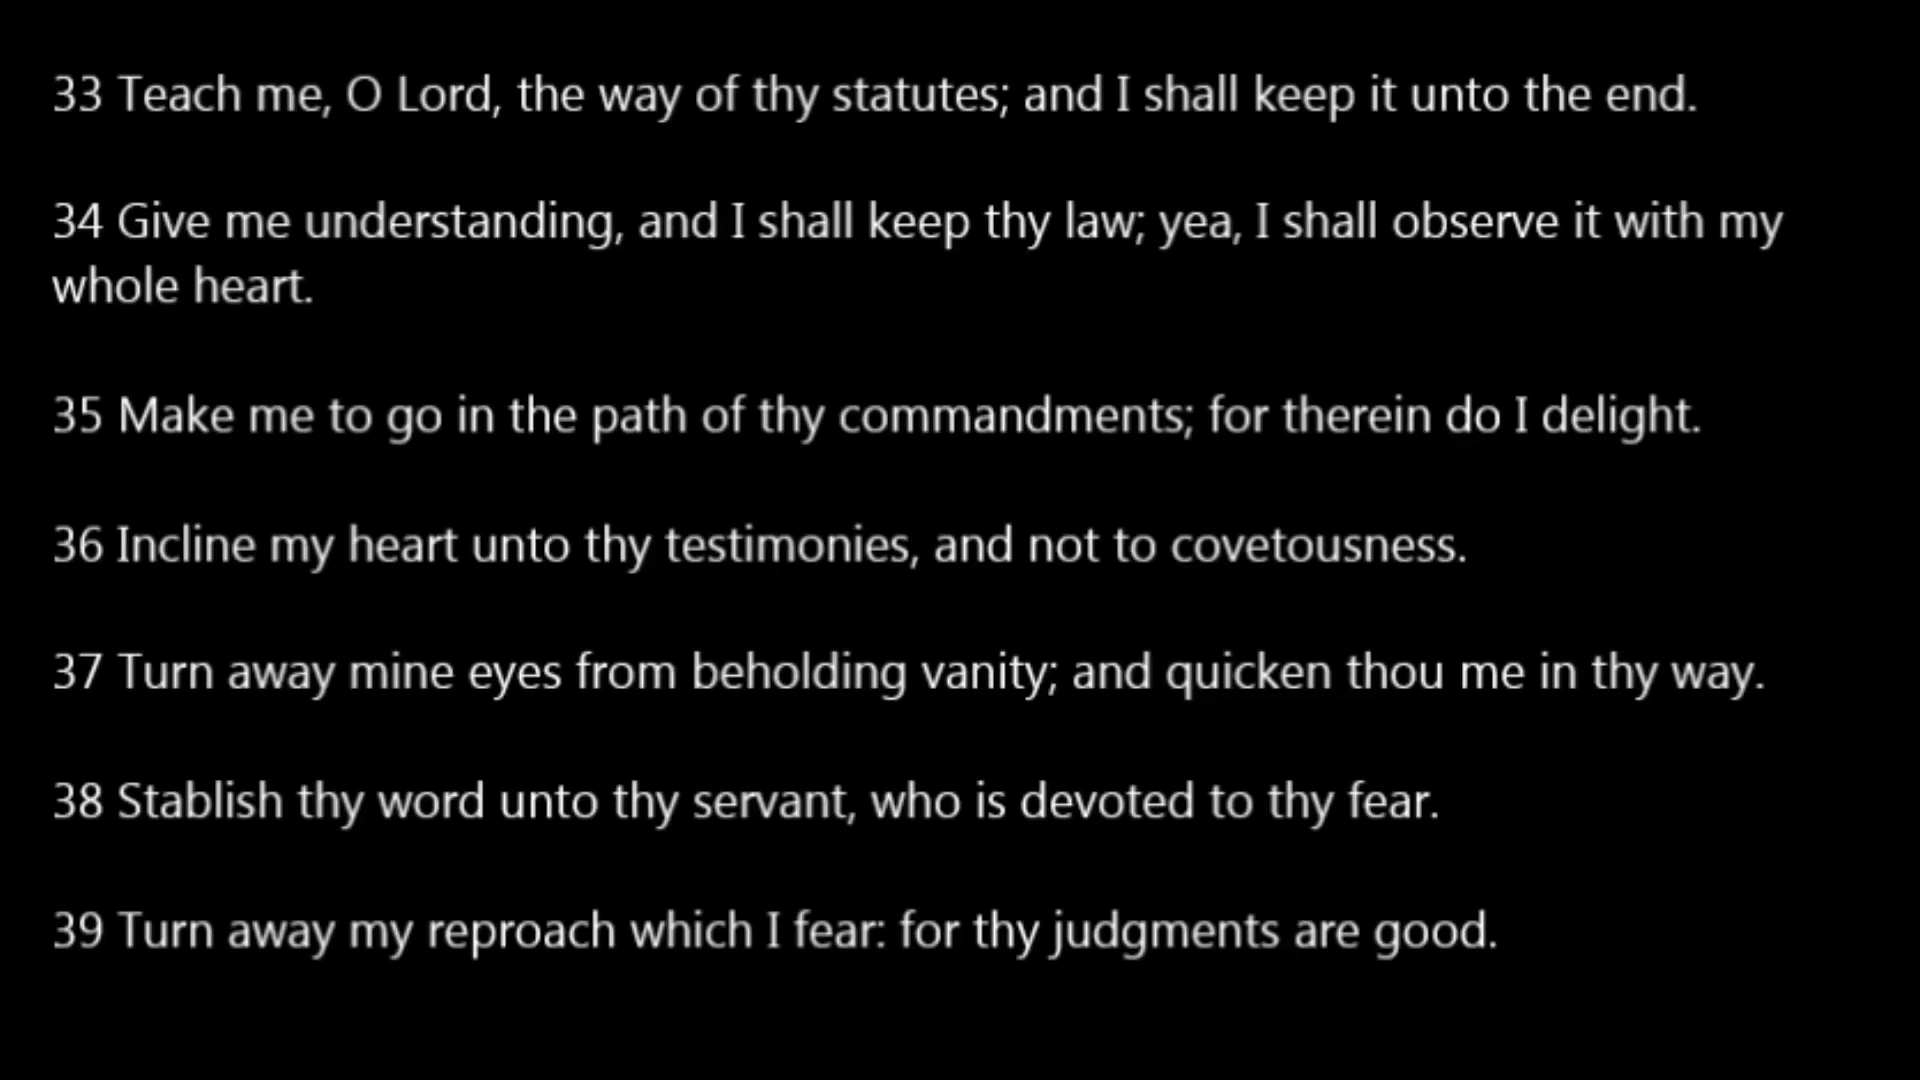 33 Teach me, O Lord, the way of thy statutes; and I shall keep it unto the end.
34 Give me understanding, and I shall keep thy law; yea, I shall observe it with my
whole heart.
35 Make me to go in the path of thy commandments; for therein do I delight.
36 Incline my heart unto thy testimonies, and not to covetousness.
37 Turn away mine eyes from beholding vanity; and quicken thou me in thy way.
38 Stablish thy word unto thy servant, who is devoted to thy fear.
39 Turn away my reproach which I fear: for thy judgments are good.